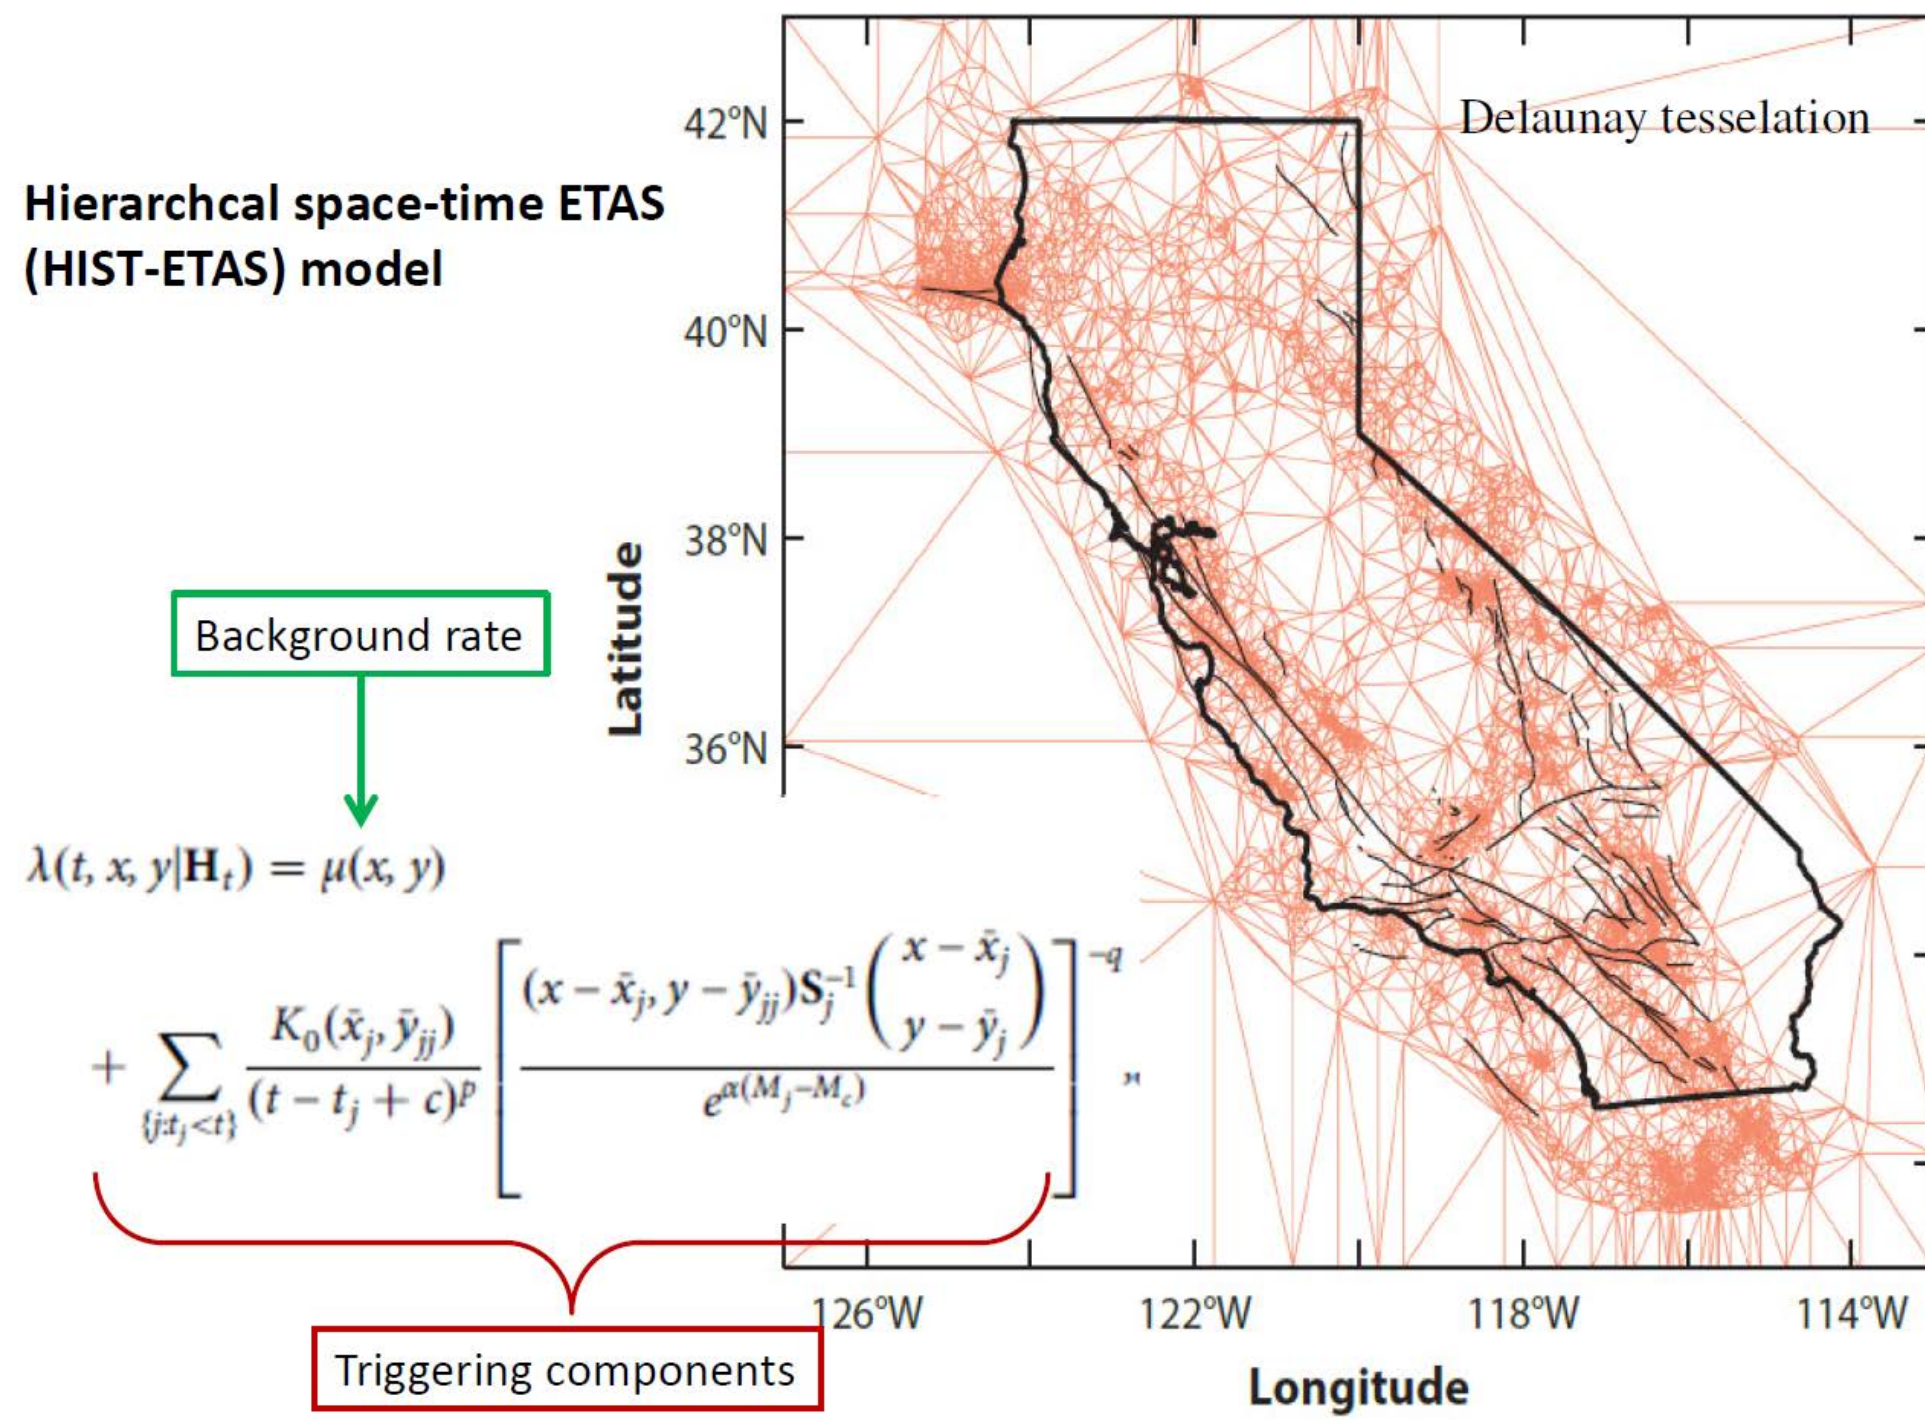 Hierarchcal space-time ETAS
(HIST-ETAS) model
Background rate
λ(t, x, y|H_t) = μ(x, y)
+ ∑_{j:t_j<t} K_0(x̄_j, ȳ_jj) / (t − t_j + c)^p [ (x − x̄_j, y − ȳ_jj) S_j^−1 ( x − x̄_j y − ȳ_j ) / e^α(M_j−M_c) ]^−q ,,
Triggering components
Delaunay tesselation
Latitude
42°N
40°N
38°N
36°N
126°W 122°W 118°W 114°W
Longitude